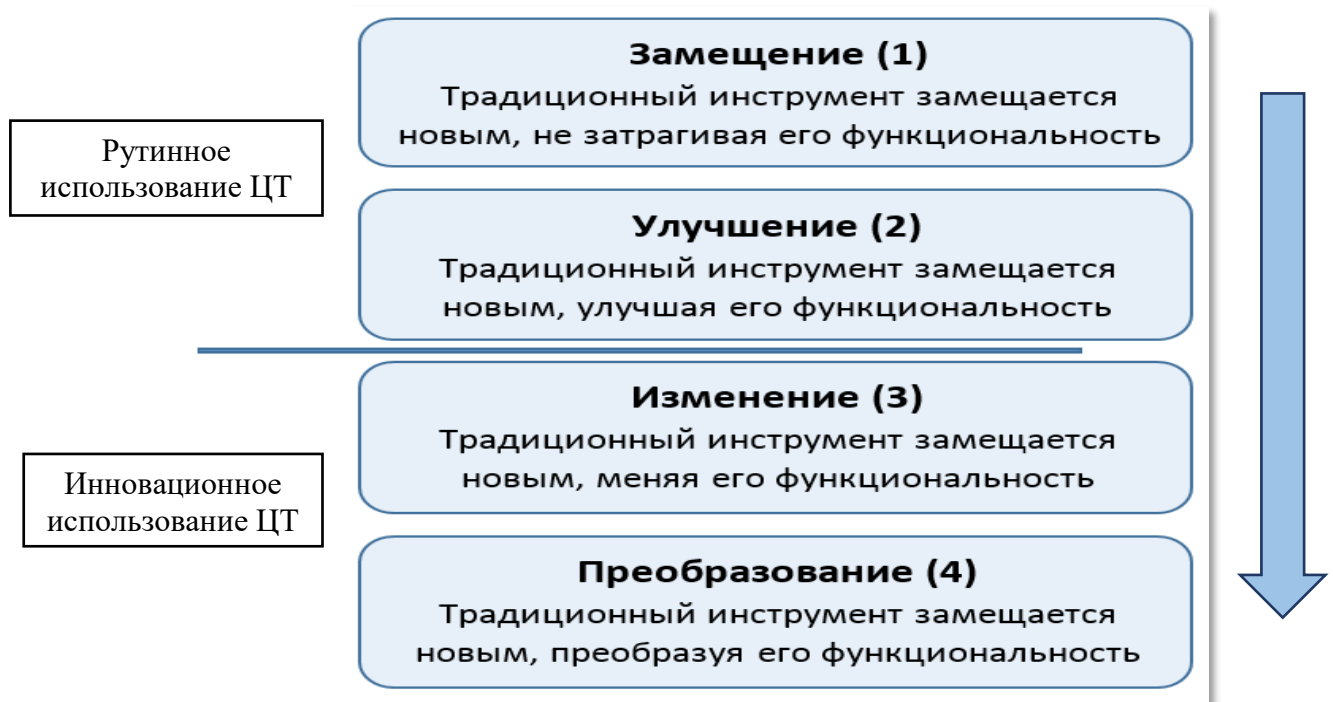 Замещение (1)
Традиционный инструмент замещается
новым, не затрагивая его функциональность
Рутинное
использование ЦТ
Улучшение (2)
Традиционный инструмент замещается
новым, улучшая его функциональность
Изменение (3)
Традиционный инструмент замещается
новым, меняя его функциональность
Инновационное
использование ЦТ
Преобразование (4)
Традиционный инструмент замещается
новым, преобразуя его функциональность